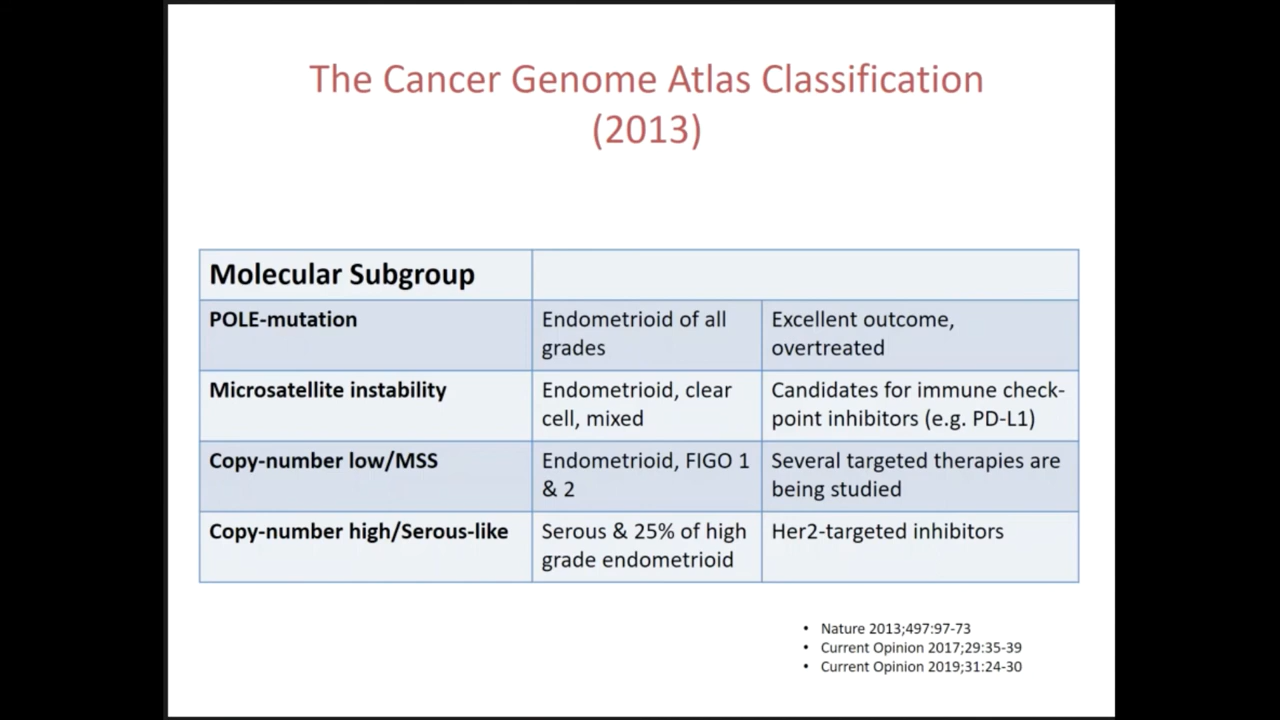 The Cancer Genome Atlas Classification
(2013)
Molecular Subgroup
POLE-mutation
Endometrioid of all
grades
Excellent outcome,
overtreated
Microsatellite instability
Endometrioid, clear
cell, mixed
Candidates for immune check-
point inhibitors (e.g. PD-L1)
Copy-number low/MSS
Endometrioid, FIGO 1
& 2
Several targeted therapies are
being studied
Copy-number high/Serous-like
Serous & 25% of high
grade endometrioid
Her2-targeted inhibitors
• Nature 2013;497:97-73
• Current Opinion 2017;29:35-39
• Current Opinion 2019;31:24-30